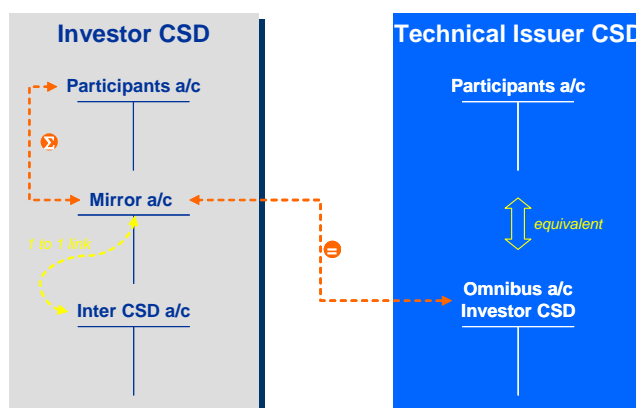 Investor CSD
Participants a/c
Σ
Mirror a/c
1 to 1 link
Inter CSD a/c
=
Technical Issuer CSD
Participants a/c
equivalent
Omnibus a/c
Investor CSD